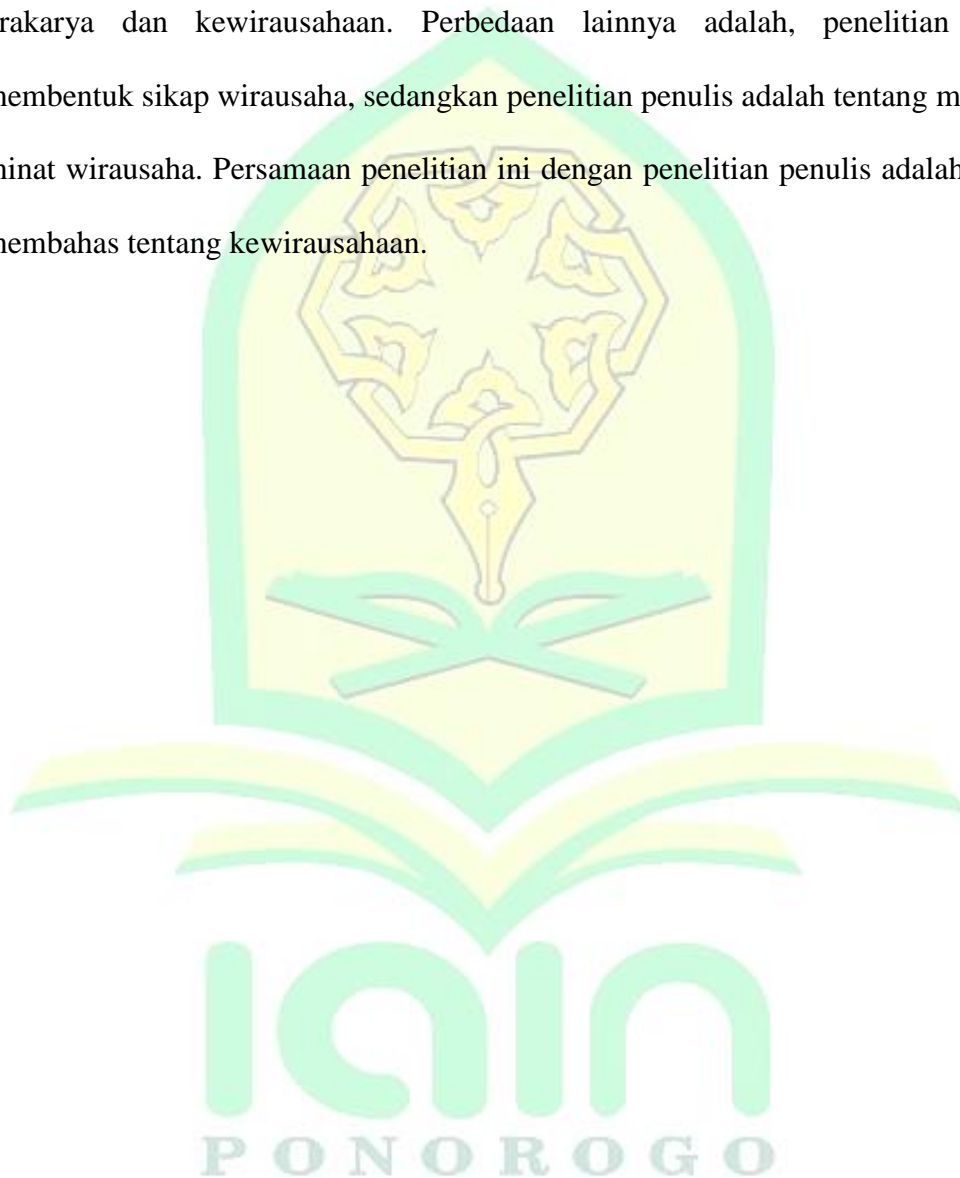 rakarya dan kewirausahaan. Perbedaan lainnya adalah, penelitian
membentuk sikap wirausaha, sedangkan penelitian penulis adalah tentang m
minat wirausaha. Persamaan penelitian ini dengan penelitian penulis adalah
membahas tentang kewirausahaan.
iain
PONOROGO